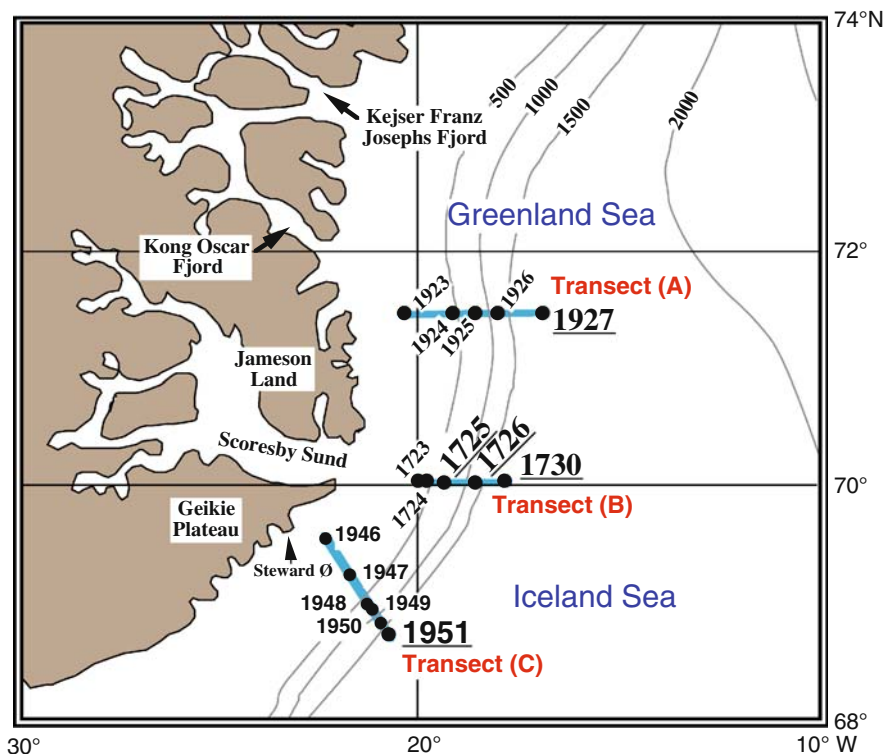 74°N
500
1000
1500
2000
Kejser Franz
Josephs Fjord
Greenland Sea
Kong Oscar
Fjord
72°
1923
1926
Transect (A)
1924
1925
1927
Jameson
Land
Scoresby Sund
1723
1725
1726
1730
70°
1724
Transect (B)
Geikie
Plateau
1946
Steward Ø
1947
Iceland Sea
1948
1949
1950
1951
Transect (C)
68°
30°
20°
10° W